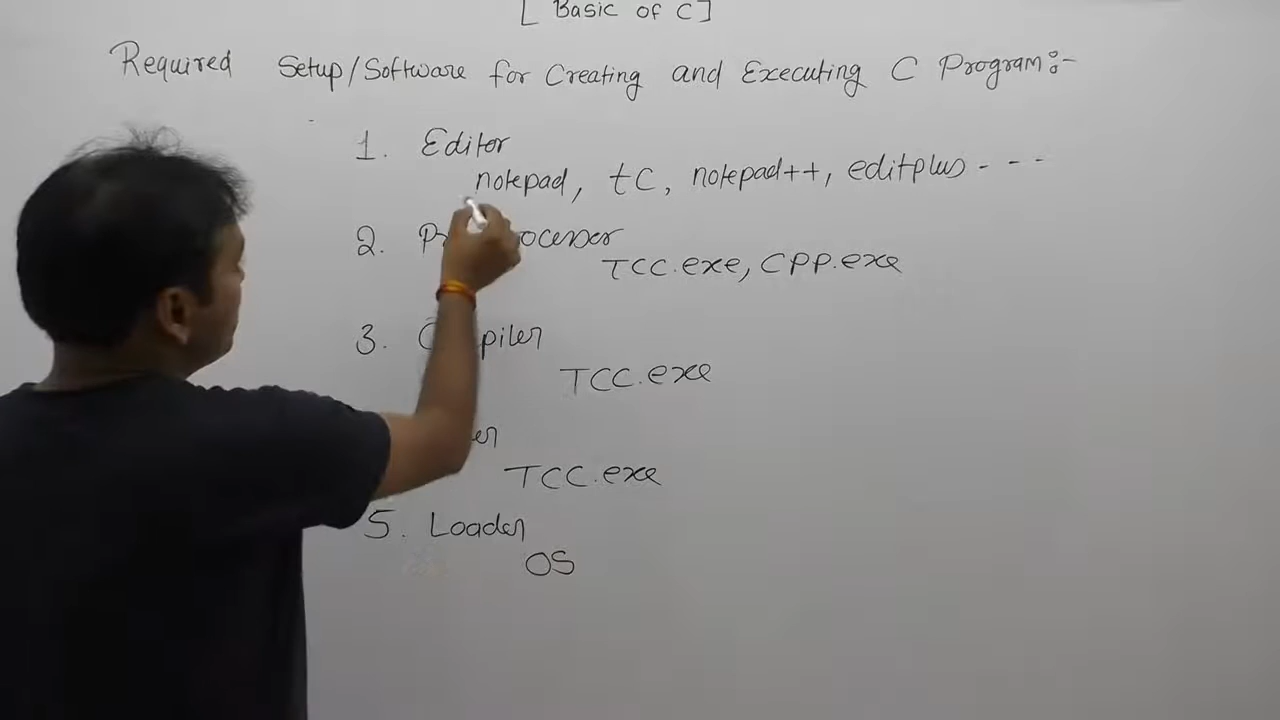 [ Basic of C ]
Required Setup/Software for Creating and Executing C Program:-
1. Editor
notepad, tc, notepad++, editplus - - -
2.
TCC.exe, CPP.exe
3.
TCC.exe
TCC.exe
5. Loader
OS